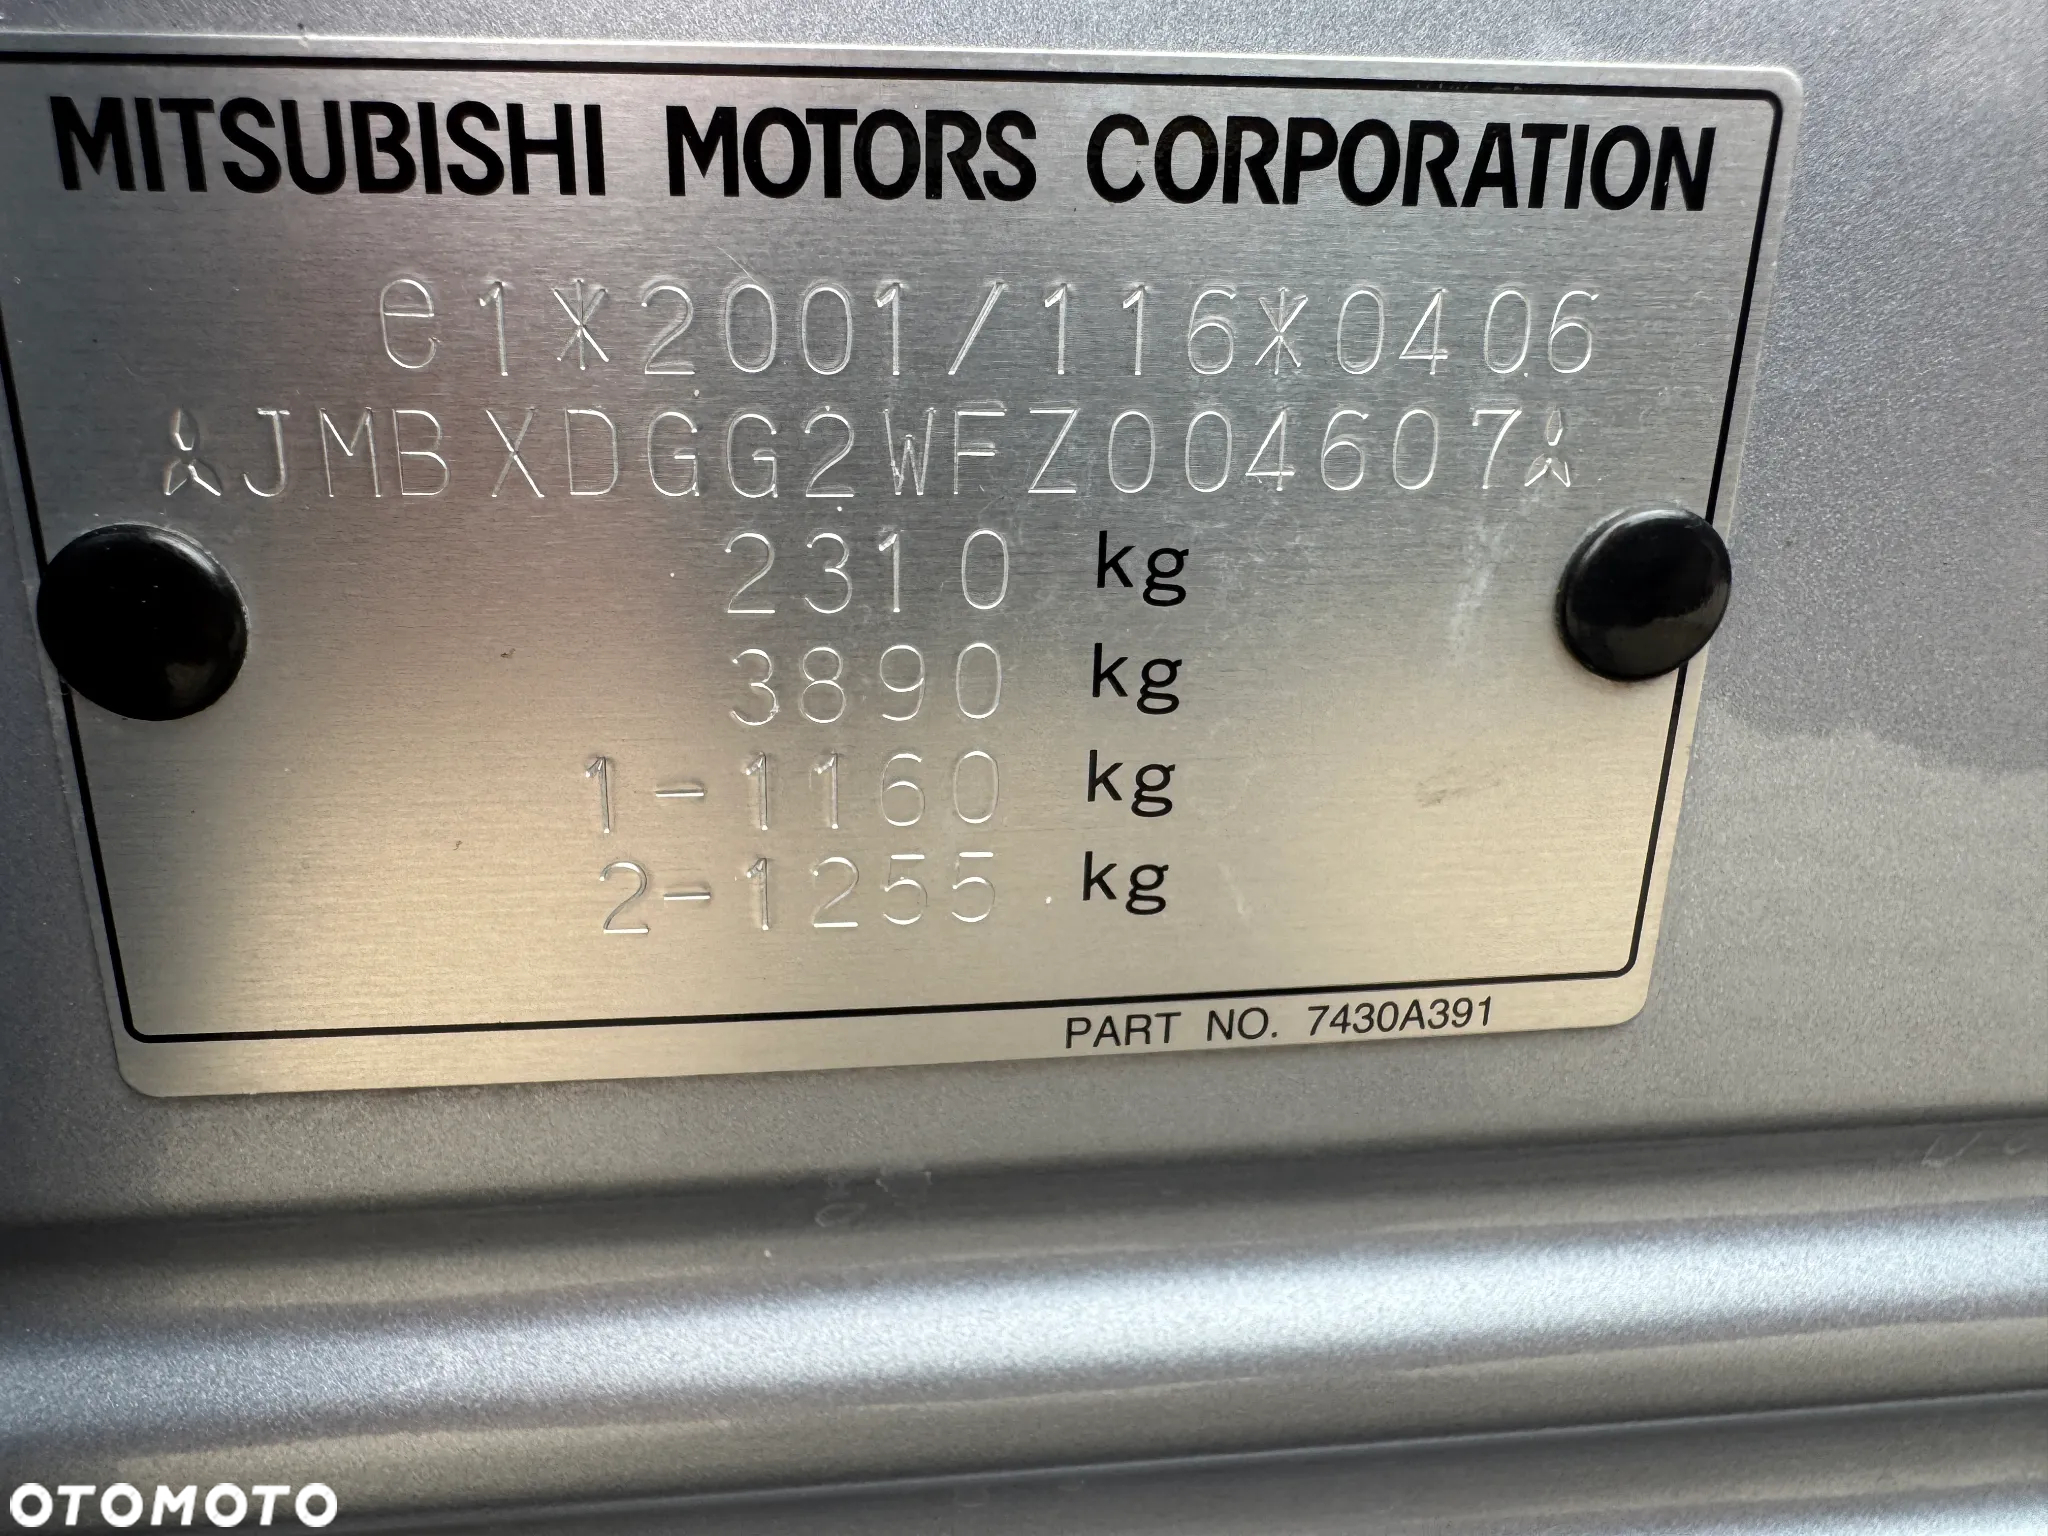 MITSUBISHI MOTORS CORPORATION
e1*2001/116*0406
JMBXDGG2WFZ004607
2310 kg
3890 kg
1-1160 kg
2-1255 kg
PART NO. 7430A391
OTOMOTO